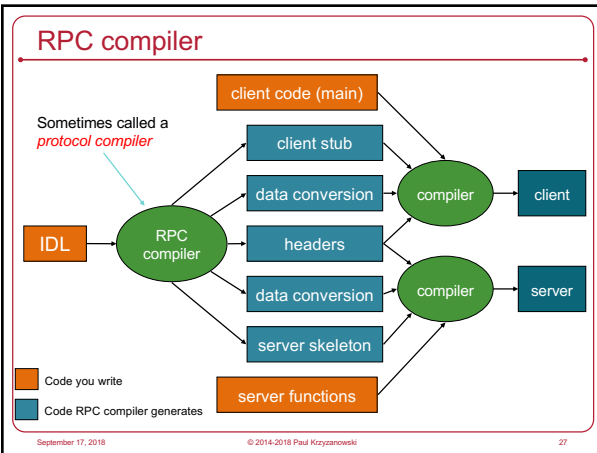 RPC compiler
client code (main)
Sometimes called a
protocol compiler
client stub
data conversion
compiler
client
IDL
RPC
compiler
headers
data conversion
compiler
server
server skeleton
Code you write
server functions
Code RPC compiler generates
September 17, 2018
© 2014-2018 Paul Krzyzanowski
27